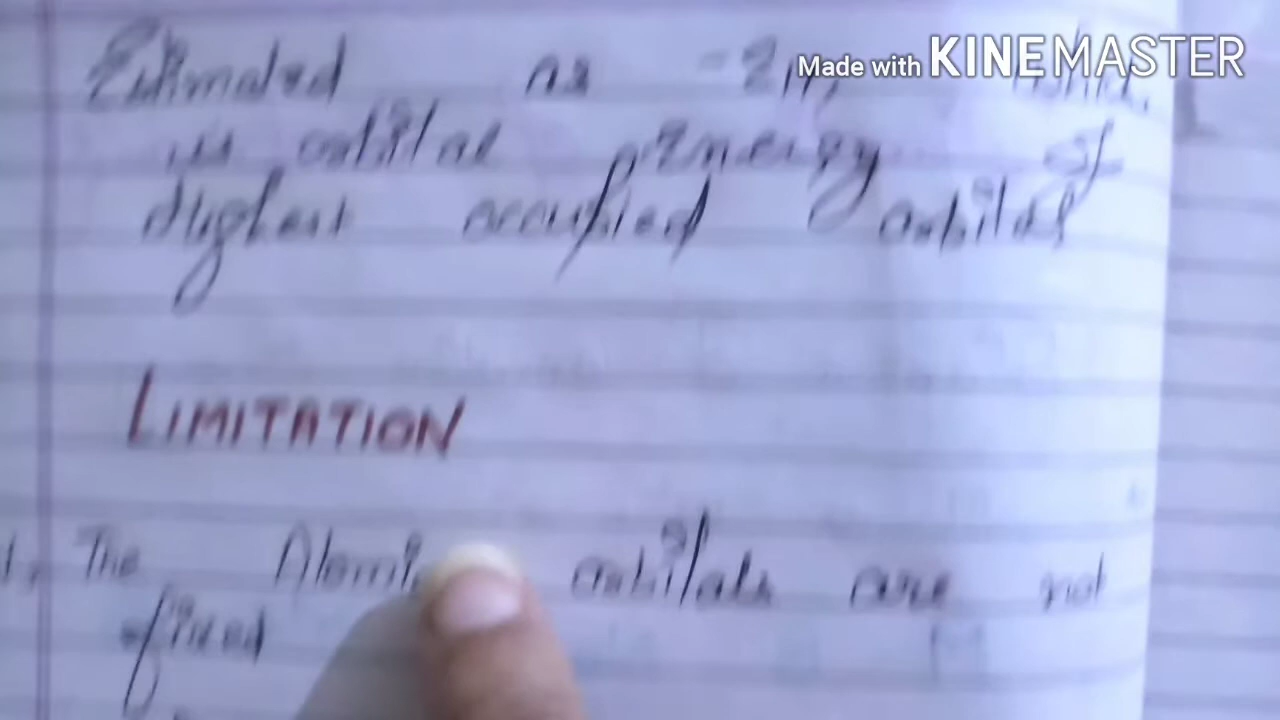 Made with KINEMASTER
Estimated as
is orbital Energy of
Highest occupied orbital
LIMITATION
1, The Atomic orbitals are not
fixed